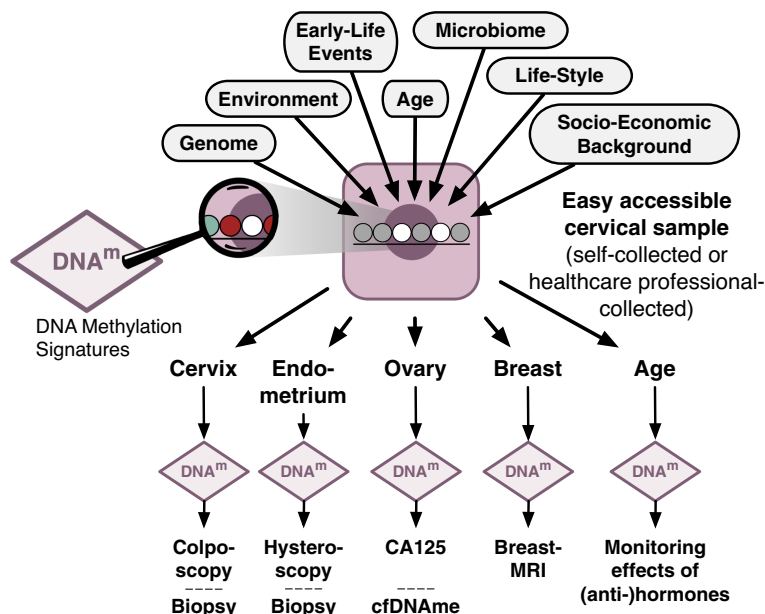 Early-Life
Events
Microbiome
Environment
Age
Life-Style
Genome
Socio-Economic
Background
DNAm
DNA Methylation
Signatures
Easy accessible
cervical sample
(self-collected or
healthcare professional-
collected)
Cervix
Endo-
metrium
Ovary
Breast
Age
DNAm
DNAm
DNAm
DNAm
DNAm
Colpo-
scopy
----
Biopsy
Hystero-
scopy
----
Biopsy
CA125
----
cfDNAme
Breast-
MRI
Monitoring
effects of
(anti-)hormones